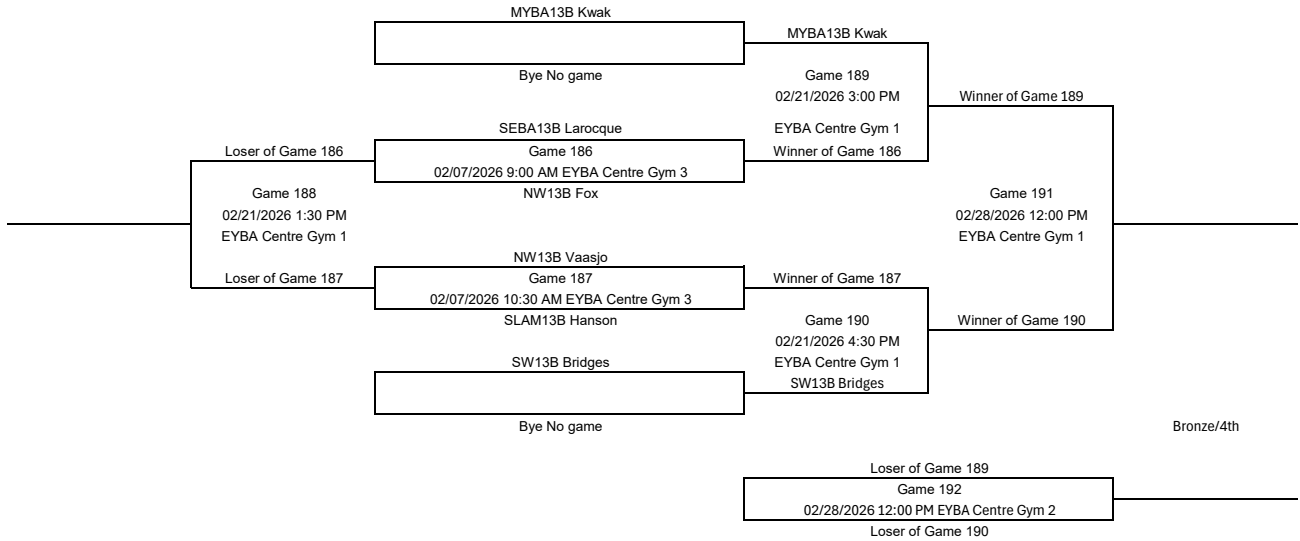 MYBA13B Kwak
MYBA13B Kwak
Bye No game
Game 189
02/21/2026 3:00 PM
Winner of Game 189
SEBA13B Larocque
EYBA Centre Gym 1
Loser of Game 186
Game 186
Winner of Game 186
02/07/2026 9:00 AM EYBA Centre Gym 3
Game 188
NW13B Fox
Game 191
02/21/2026 1:30 PM
02/28/2026 12:00 PM
EYBA Centre Gym 1
EYBA Centre Gym 1
NW13B Vaasjo
Loser of Game 187
Game 187
Winner of Game 187
02/07/2026 10:30 AM EYBA Centre Gym 3
SLAM13B Hanson
Game 190
Winner of Game 190
02/21/2026 4:30 PM
SW13B Bridges
EYBA Centre Gym 1
SW13B Bridges
Bye No game
Bronze/4th
Loser of Game 189
Game 192
02/28/2026 12:00 PM EYBA Centre Gym 2
Loser of Game 190